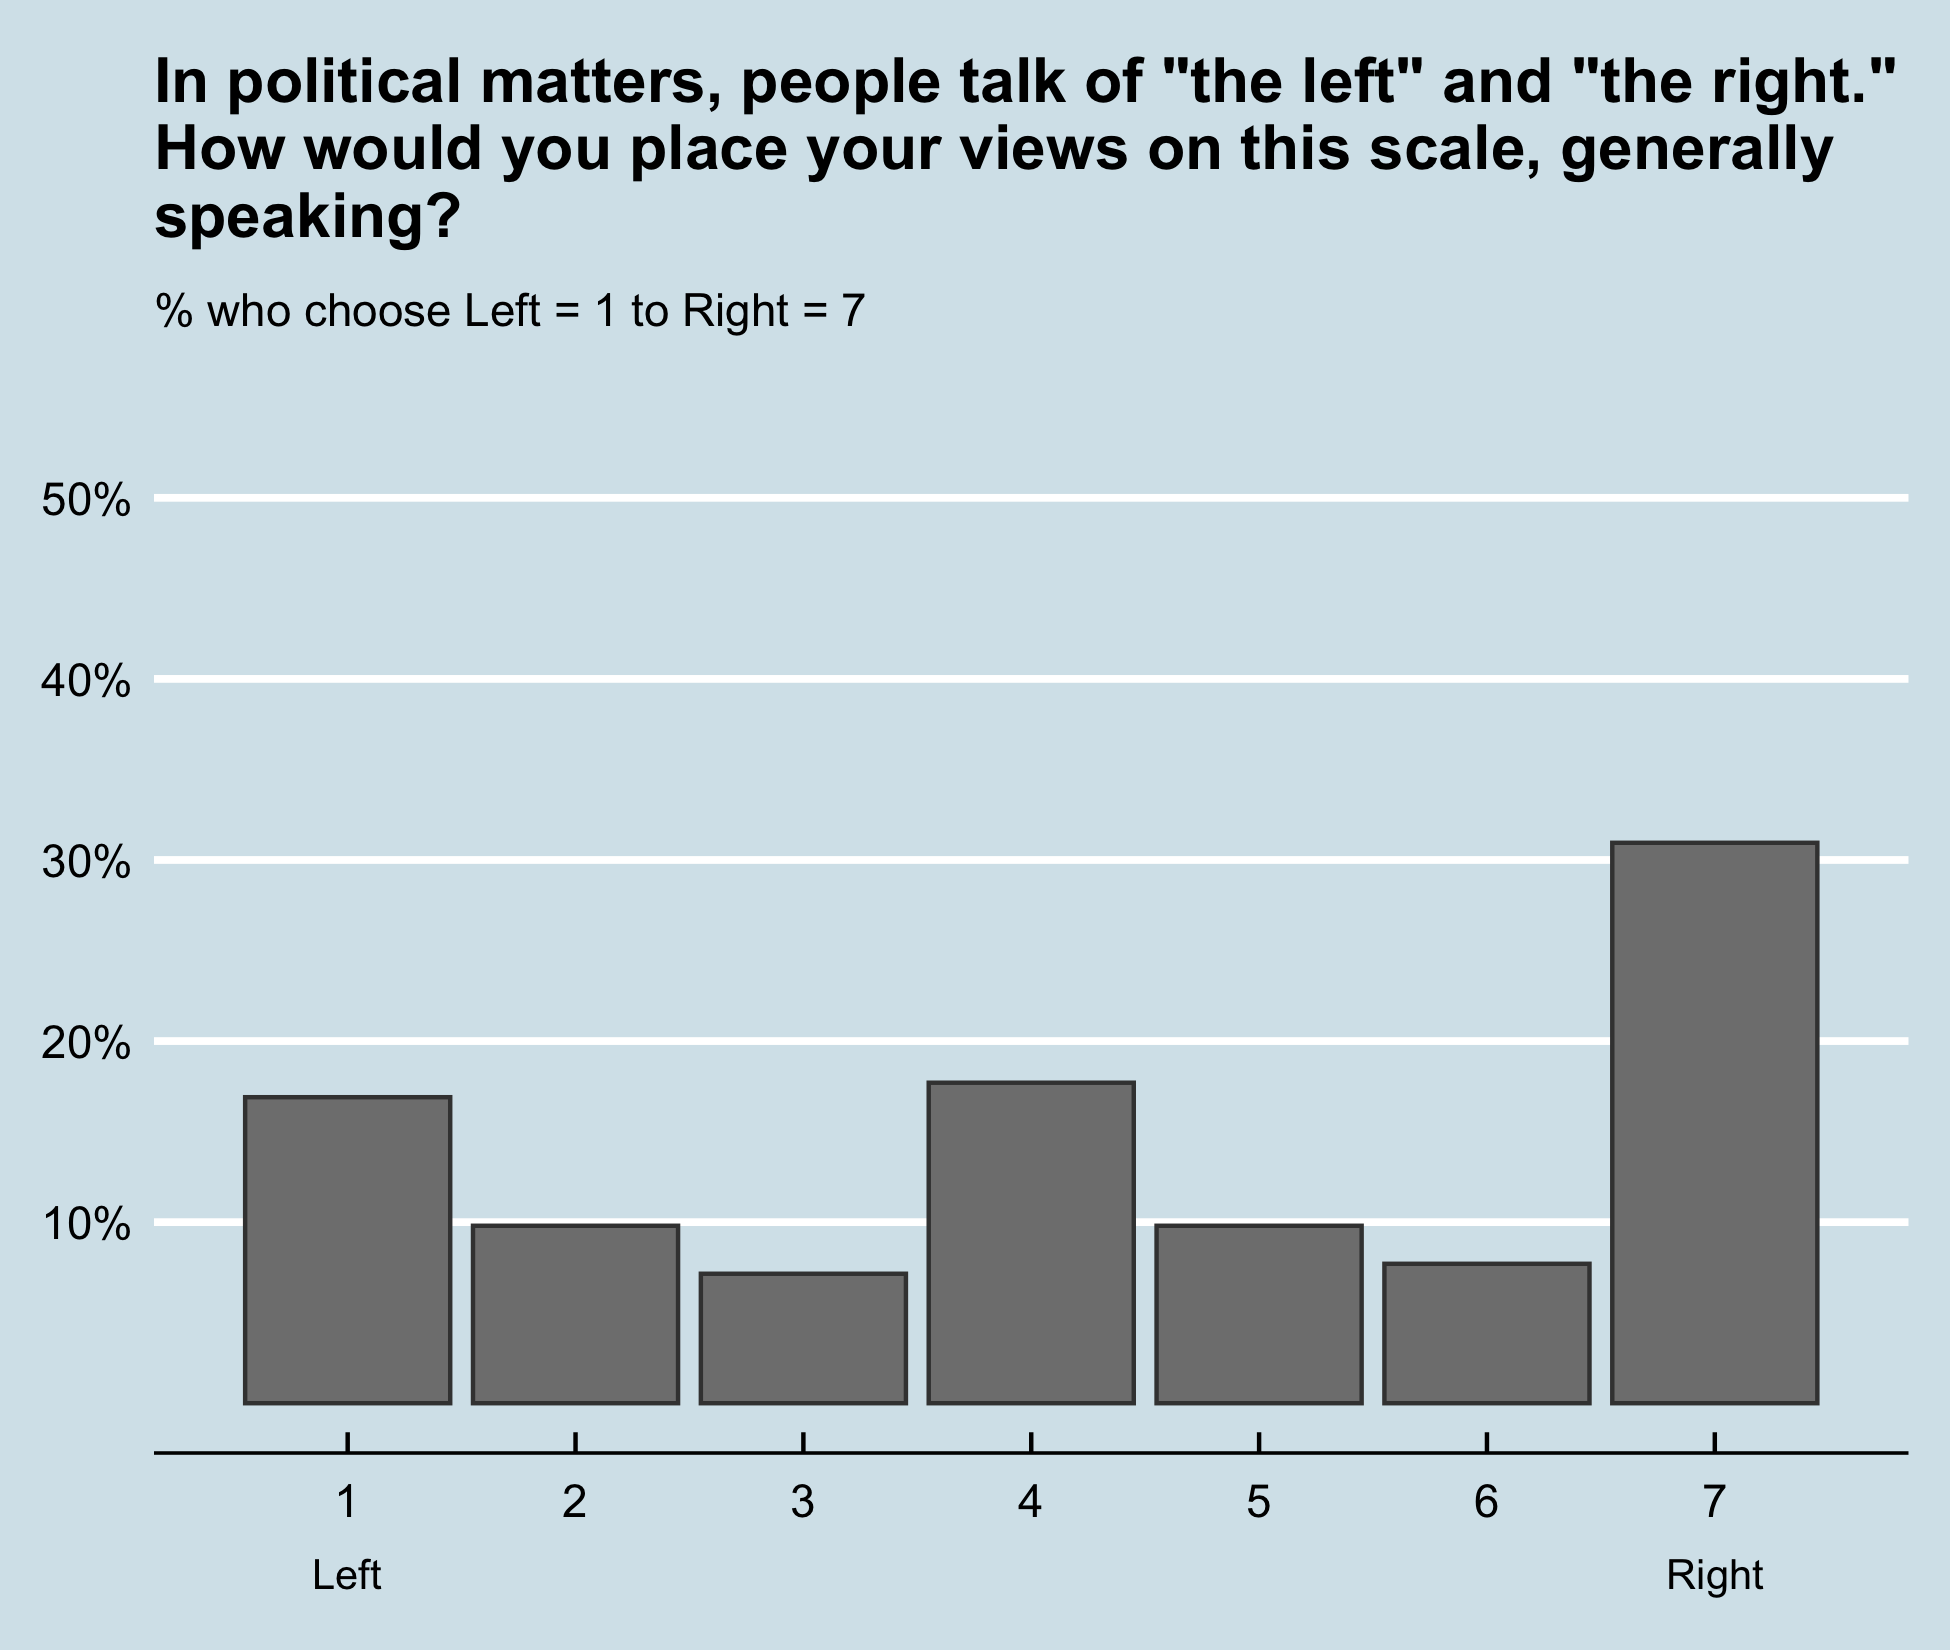 In political matters, people talk of "the left" and "the right."
How would you place your views on this scale, generally
speaking?
% who choose Left = 1 to Right = 7
50%
40%
30%
20%
10%
1 2 3 4 5 6 7
Left Right